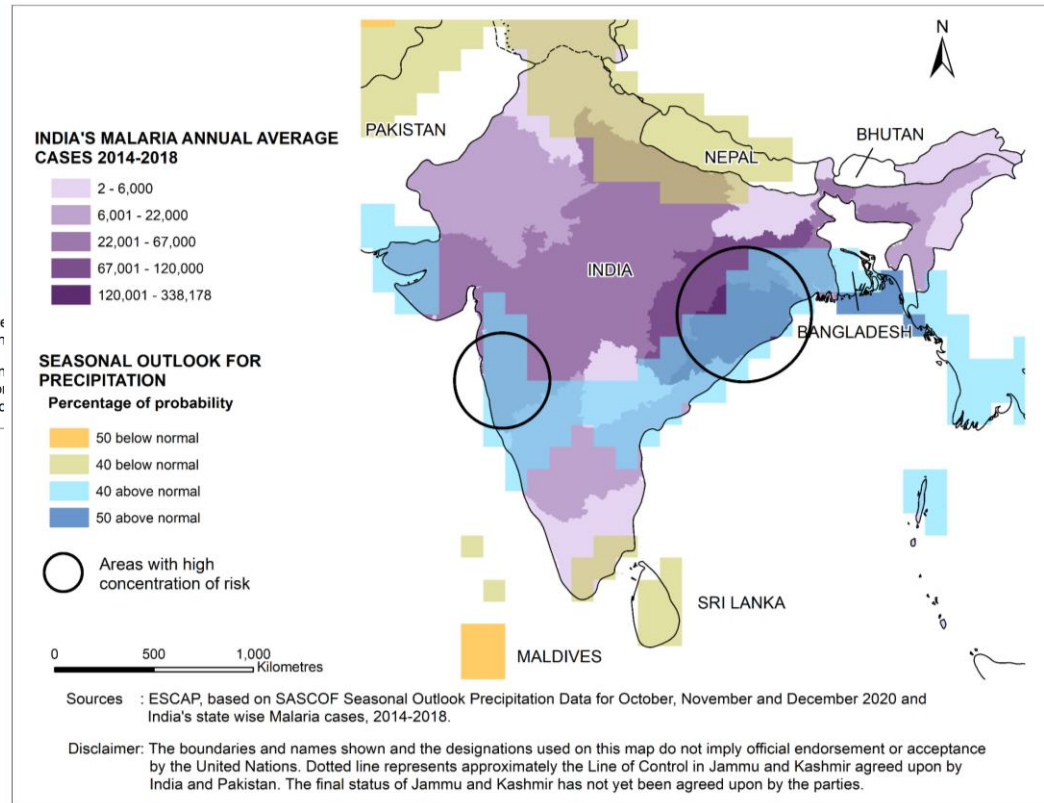 N
INDIA'S MALARIA ANNUAL AVERAGE
CASES 2014-2018
2 - 6,000
6,001 - 22,000
22,001 - 67,000
67,001 - 120,000
120,001 - 338,178
SEASONAL OUTLOOK FOR
PRECIPITATION
Percentage of probability
50 below normal
40 below normal
40 above normal
50 above normal
Areas with high
concentration of risk
PAKISTAN
BHUTAN
NEPAL
INDIA
BANGLADESH
SRI LANKA
MALDIVES
0 500 1,000
Kilometres
Sources : ESCAP, based on SASCOF Seasonal Outlook Precipitation Data for October, November and December 2020 and
India's state wise Malaria cases, 2014-2018.
Disclaimer: The boundaries and names shown and the designations used on this map do not imply official endorsement or acceptance
by the United Nations. Dotted line represents approximately the Line of Control in Jammu and Kashmir agreed upon by
India and Pakistan. The final status of Jammu and Kashmir has not yet been agreed upon by the parties.